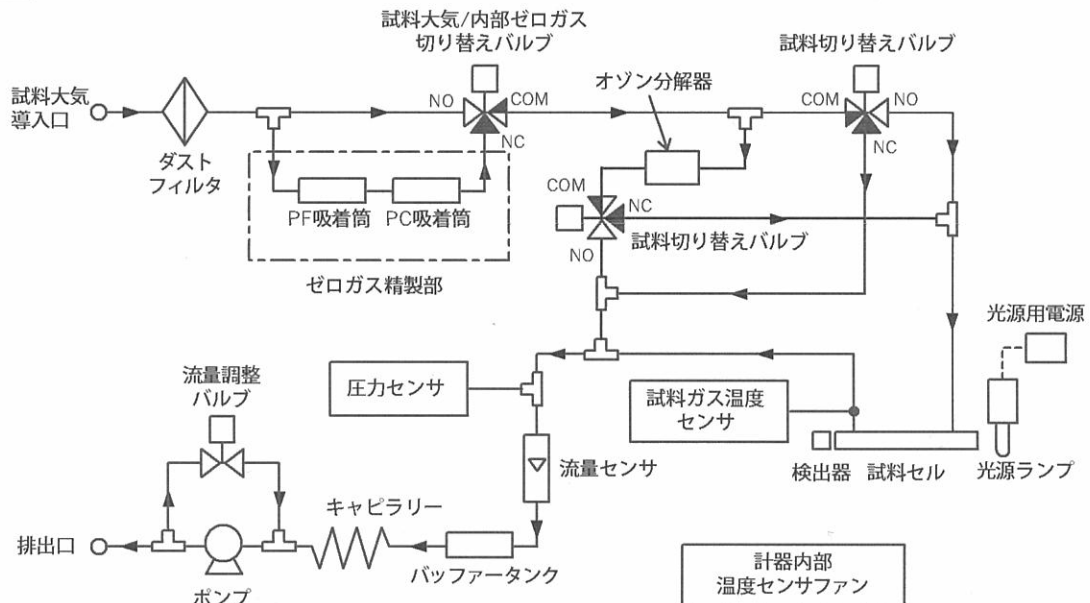 試料大気/内部ゼロガス
切り替えバルブ
試料切り替えバルブ
オゾン分解器
試料大気
導入口
NO
COM
COM
NO
NC
NC
ダスト
フィルタ
COM
NC
PF吸着筒
PC吸着筒
試料切り替えバルブ
NO
ゼロガス精製部
光源用電源
流量調整
バルブ
圧力センサ
試料ガス温度
センサ
流量センサ
検出器
試料セル
光源ランプ
キャピラリー
排出口
バッファータンク
計器内部
温度センサファン
ポンプ